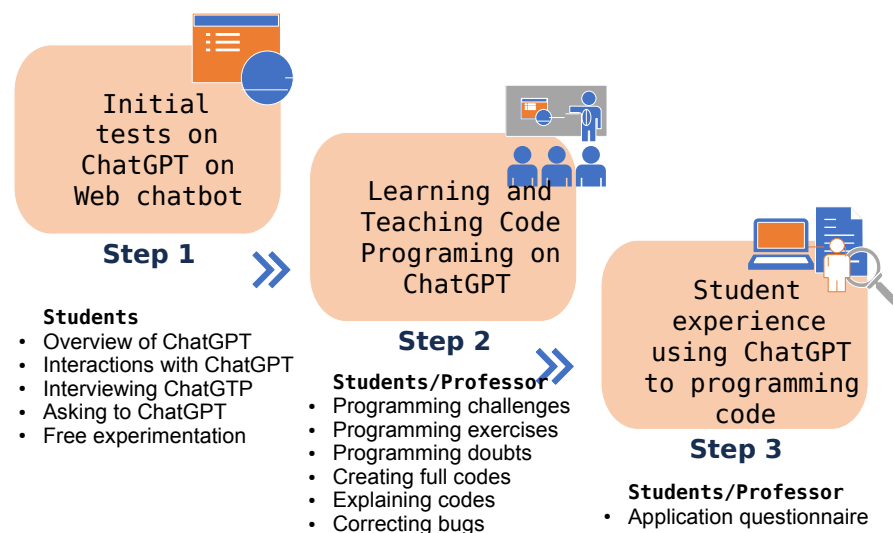 Initial
tests on
ChatGPT on
Web chatbot
Step 1
Students
• Overview of ChatGPT
• Interactions with ChatGPT
• Interviewing ChatGTP
• Asking to ChatGPT
• Free experimentation
Learning and
Teaching Code
Programing on
ChatGPT
Step 2
Students/Professor
• Programming challenges
• Programming exercises
• Programming doubts
• Creating full codes
• Explaining codes
• Correcting bugs
Student
experience
using ChatGPT
to programming
code
Step 3
Students/Professor
• Application questionnaire